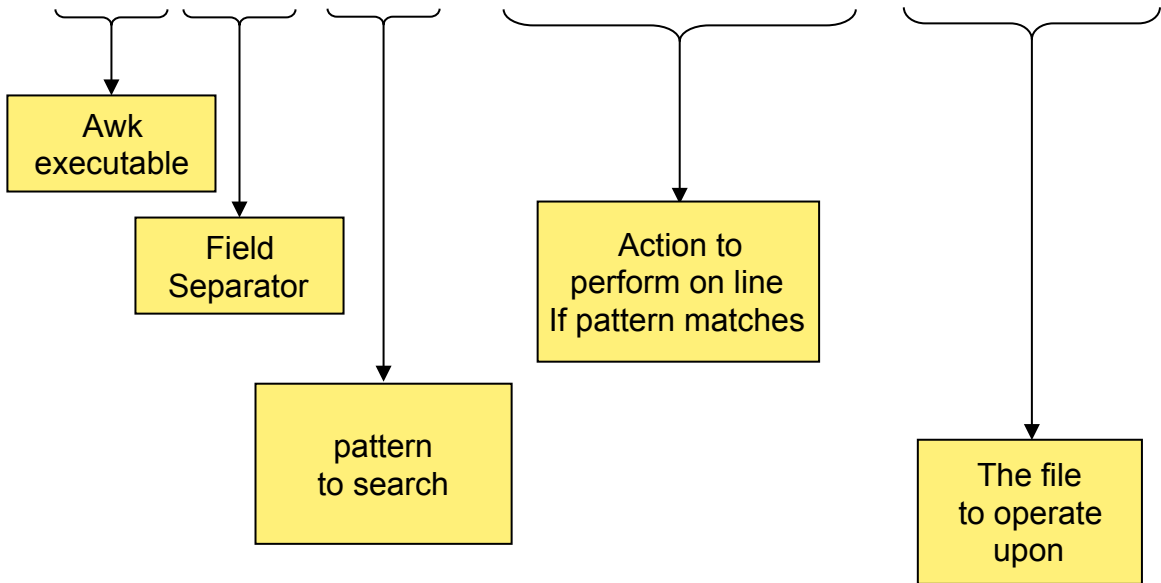 Awk
executable
Field
Separator
pattern
to search
Action to
perform on line
If pattern matches
The file
to operate
upon